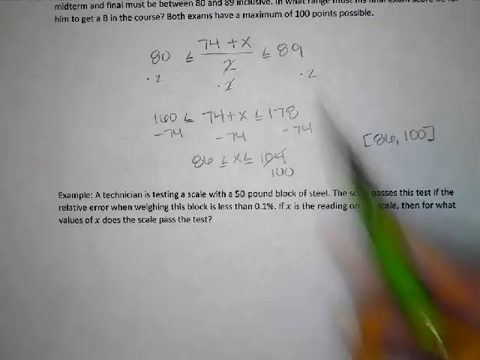 midterm and final must be between 80 and 89 inclusive. In what range must his final exam score be for
him to get a B in the course? Both exams have a maximum of 100 points possible.
80 ≤ (74 + x)/2 ≤ 89
·2 ·2 ·2
160 ≤ 74+x ≤ 178
-74 -74 -74
86 ≤ x ≤ 104
100
[86, 100]
Example: A technician is testing a scale with a 50 pound block of steel. The passes this test if the
relative error when weighing this block is less than 0.1%. If x is the reading on scale, then for what
values of x does the scale pass the test?